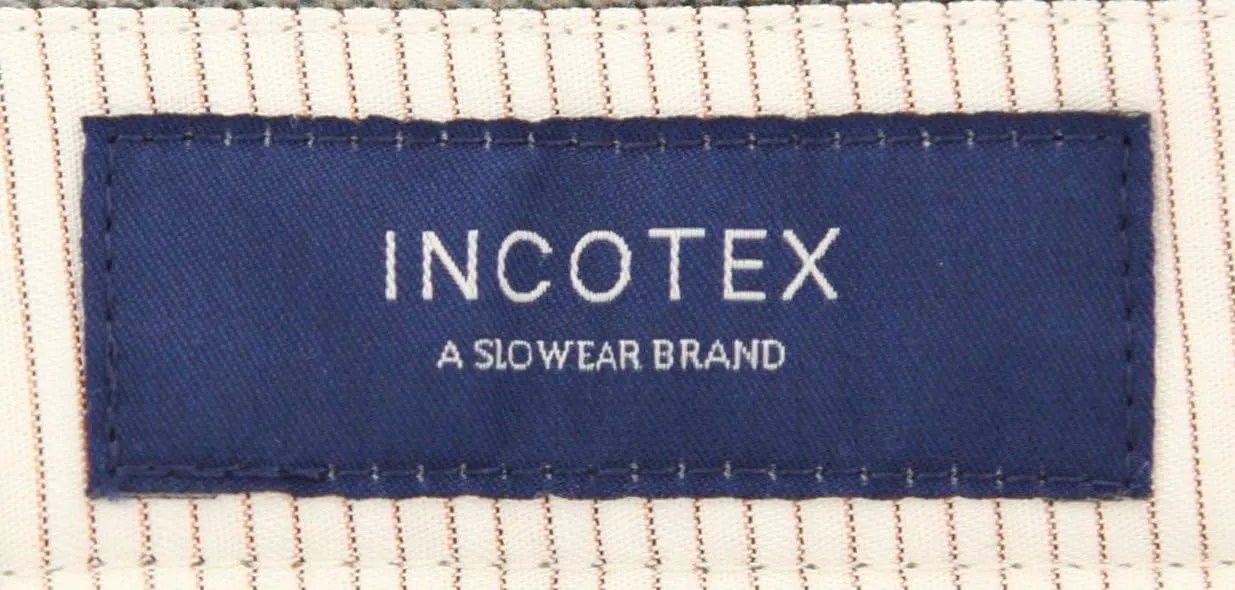 INCOTEX
A SLOWEAR BRAND